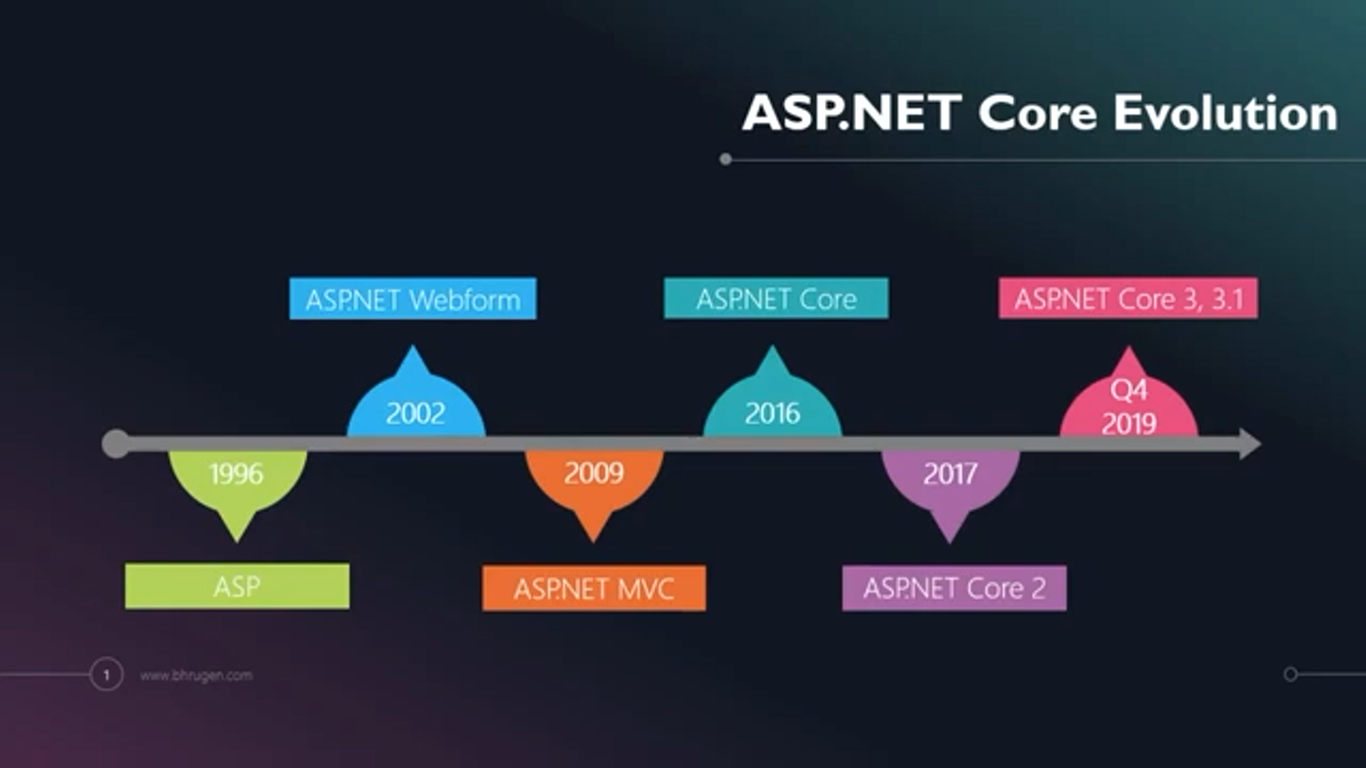 ASP.NET Core Evolution
ASP.NET Webform
ASP.NET Core
ASP.NET Core 3, 3.1
2002
2016
Q4
2019
1996
2009
2017
ASP
ASP.NET MVC
ASP.NET Core 2
1
www.bhrugen.com